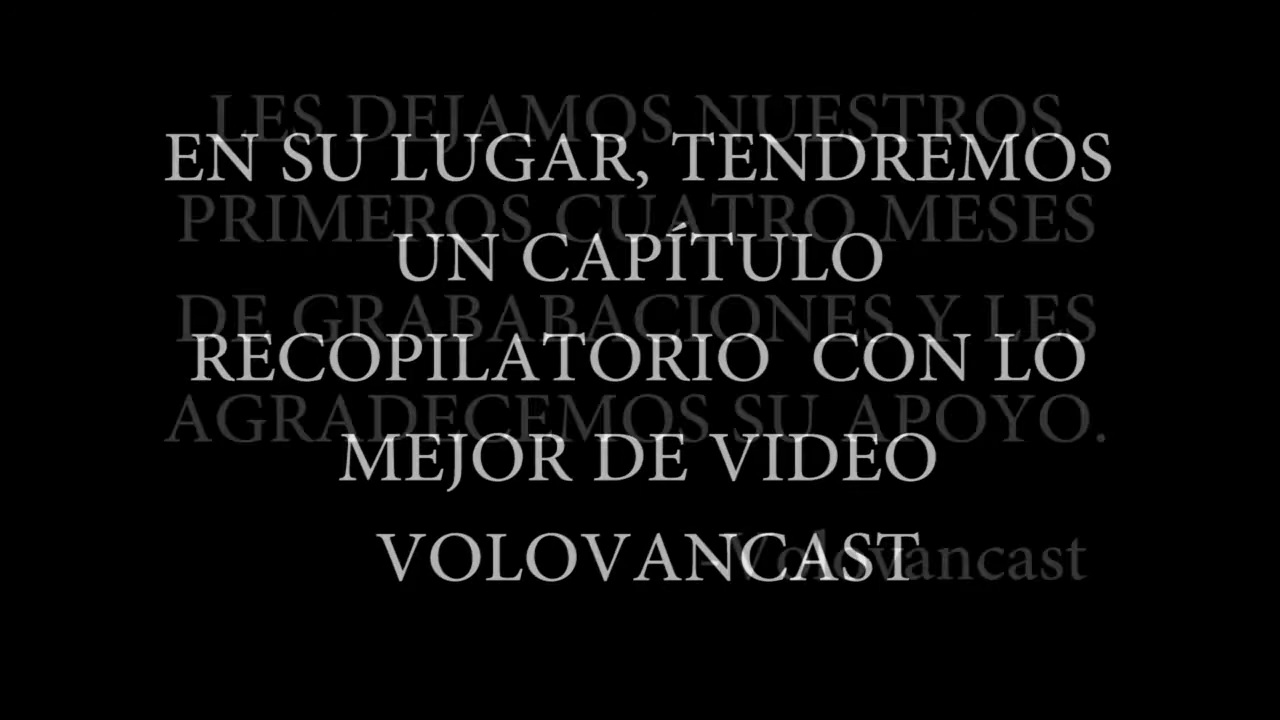 LES DEJAMOS NUESTROS
PRIMEROS CUATRO MESES
DE GRABABACIONES Y LES
AGRADECEMOS SU APOYO.
-Volovancast
EN SU LUGAR, TENDREMOS
UN CAPÍTULO
RECOPILATORIO CON LO
MEJOR DE VIDEO
VOLOVANCAST